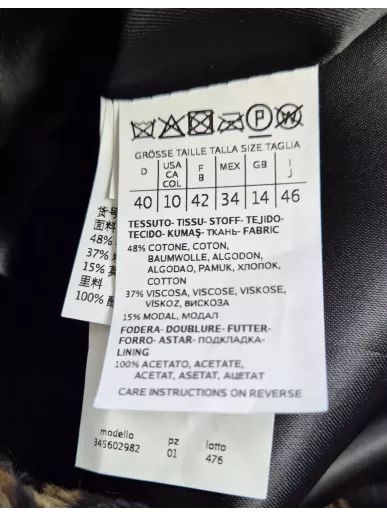 GRÖSSE TAILLE TALLA SIZE TAGLIA
D USA CA COL F B MEX GB I J
40 10 42 34 14 46
TESSUTO- TISSU- STOFF- TEJIDO-
TECIDO- KUMAŞ- ТКАНЬ- FABRIC
48% COTONE, COTON,
BAUMWOLLE, ALGODON,
ALGODAO, PAMUK, ХЛОПОК,
COTTON
37% VISCOSA, VISCOSE, VISKOSE,
VISKOZ, ВИСКОЗА
15% MODAL, МОДАЛ
FODERA- DOUBLURE- FUTTER-
FORRO- ASTAR- ПОДКЛАДКА-
LINING
100% ACETATO, ACETATE,
ACETAT, ASETAT, АЦЕТАТ
CARE INSTRUCTIONS ON REVERSE
货号
面料
48%
37%
15%
里料
100%
modello pz lotto
345602982 01 476